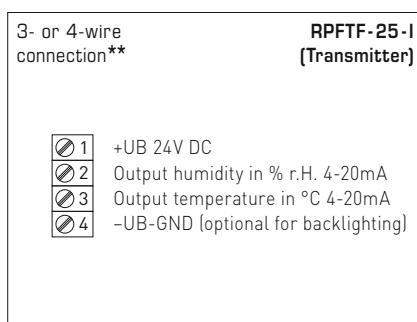 3- or 4-wire
connection**
RPFTF-25-I
(Transmitter)
1 +UB 24V DC
2 Output humidity in % r.H. 4-20mA
3 Output temperature in °C 4-20mA
4 –UB-GND (optional for backlighting)